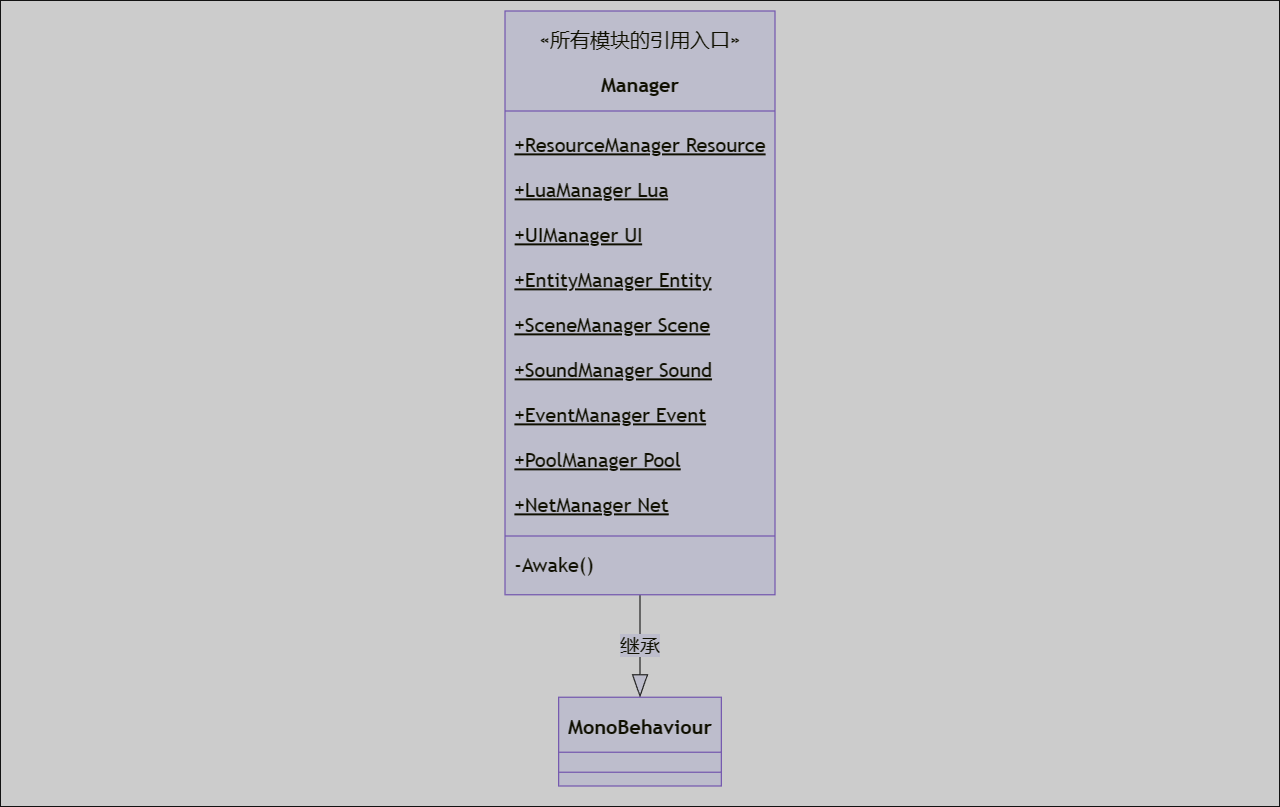 «所有模块的引用入口»
Manager
+ResourceManager Resource
+LuaManager Lua
+UIManager UI
+EntityManager Entity
+SceneManager Scene
+SoundManager Sound
+EventManager Event
+PoolManager Pool
+NetManager Net
-Awake()
继承
MonoBehaviour